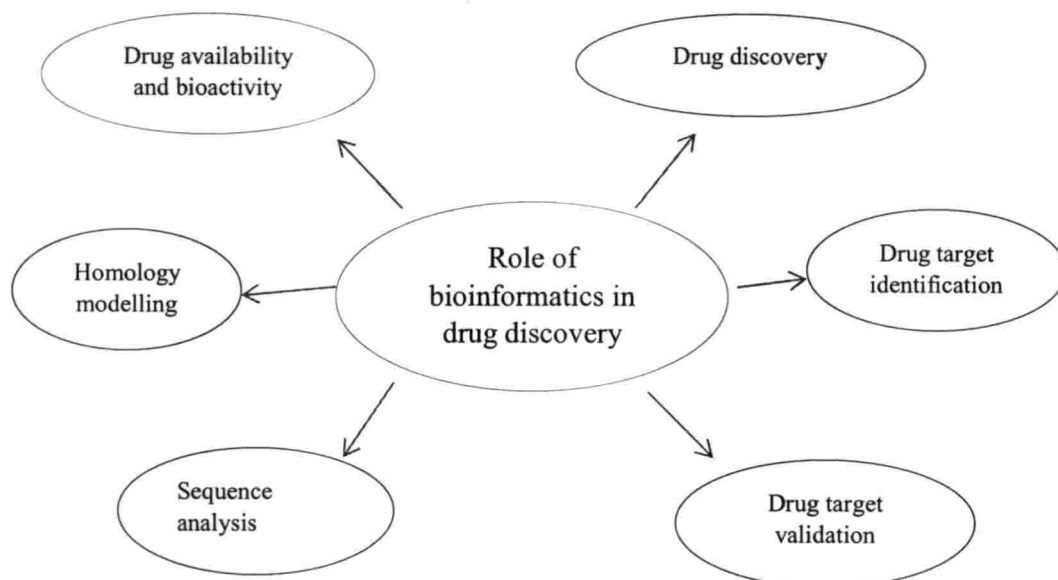 Drug availability
and bioactivity
Drug discovery
Homology
modelling
Role of
bioinformatics in
drug discovery
Drug target
identification
Sequence
analysis
Drug target
validation